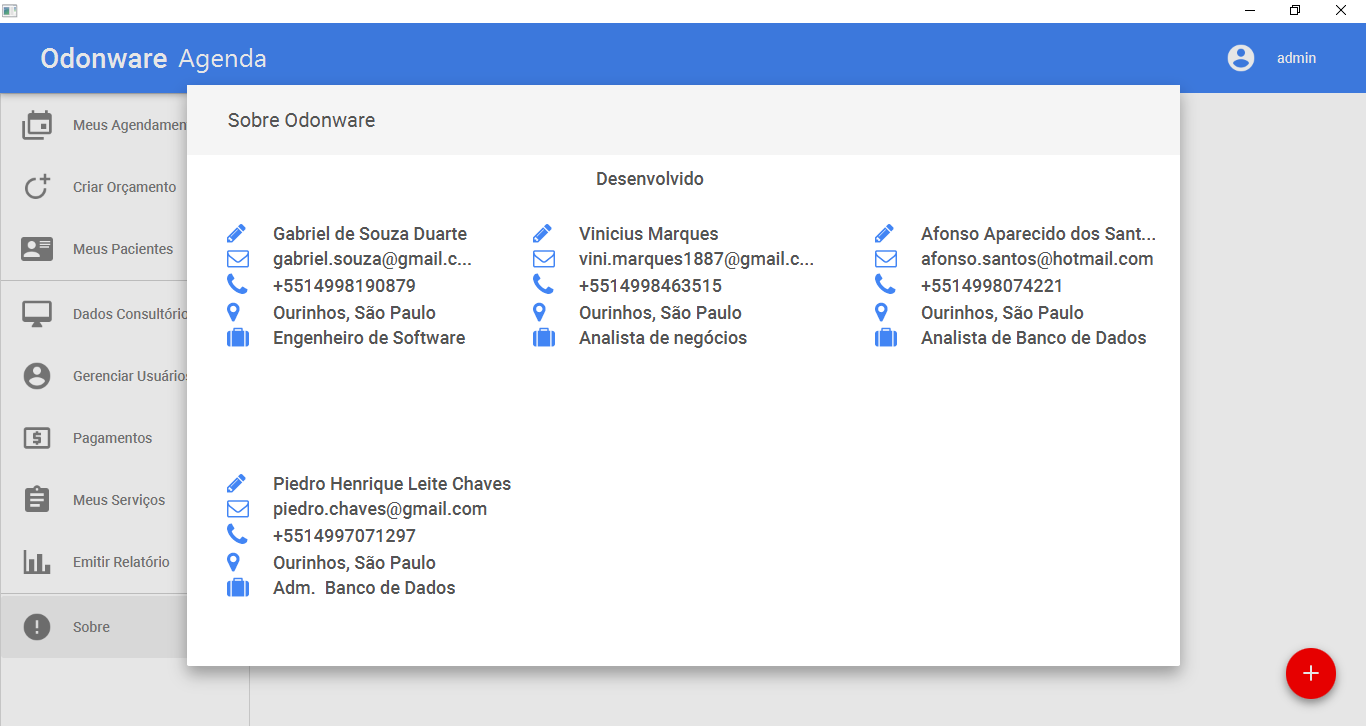 Odonware Agenda
admin
Meus Agendamen
Criar Orçamento
Meus Pacientes
Dados Consultório
Gerenciar Usuários
Pagamentos
Meus Serviços
Emitir Relatório
Sobre
Sobre Odonware
Desenvolvido
Gabriel de Souza Duarte
gabriel.souza@gmail.c...
+5514998190879
Ourinhos, São Paulo
Engenheiro de Software
Vinicius Marques
vini.marques1887@gmail.c...
+5514998463515
Ourinhos, São Paulo
Analista de negócios
Afonso Aparecido dos Sant...
afonso.santos@hotmail.com
+5514998074221
Ourinhos, São Paulo
Analista de Banco de Dados
Piedro Henrique Leite Chaves
piedro.chaves@gmail.com
+5514997071297
Ourinhos, São Paulo
Adm.  Banco de Dados